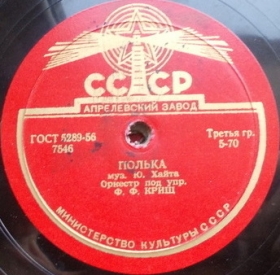 СССР
АПРЕЛЕВСКИЙ ЗАВОД
ГОСТ 5289-56
7546
Третья гр.
5-70
ПОЛЬКА
муз. Ю. Хайта
Оркестр под упр.
Ф. Ф. КРИШ
МИНИСТЕРСТВО КУЛЬТУРЫ СССР